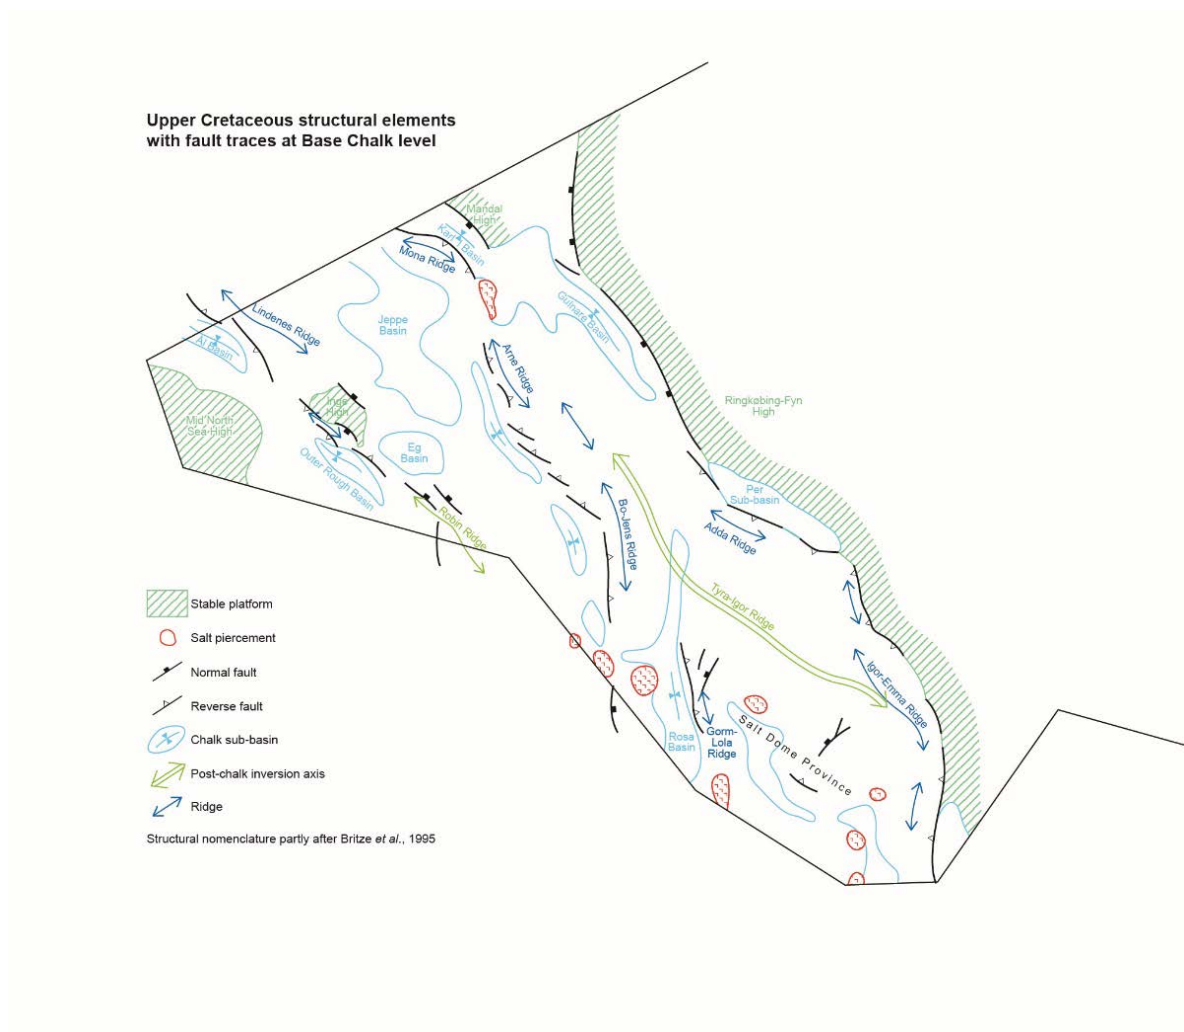 Upper Cretaceous structural elements
with fault traces at Base Chalk level
Mandal
High
Karl Basin
Mona Ridge
Gulnare Basin
Lindenes Ridge
Jeppe
Basin
Al Basin
Arne Ridge
Inge
High
Mid North
Sea High
Ringkøbing-Fyn
High
Eg
Basin
Outer Rough Basin
Per
Sub-basin
Robin Ridge
Bo-Jens Ridge
Adda Ridge
Tyra-Igor Ridge
Igor-Emma Ridge
Rosa
Basin
Gorm-
Lola
Ridge
Salt Dome Province
Stable platform
Salt piercement
Normal fault
Reverse fault
Chalk sub-basin
Post-chalk inversion axis
Ridge
Structural nomenclature partly after Britze et al., 1995